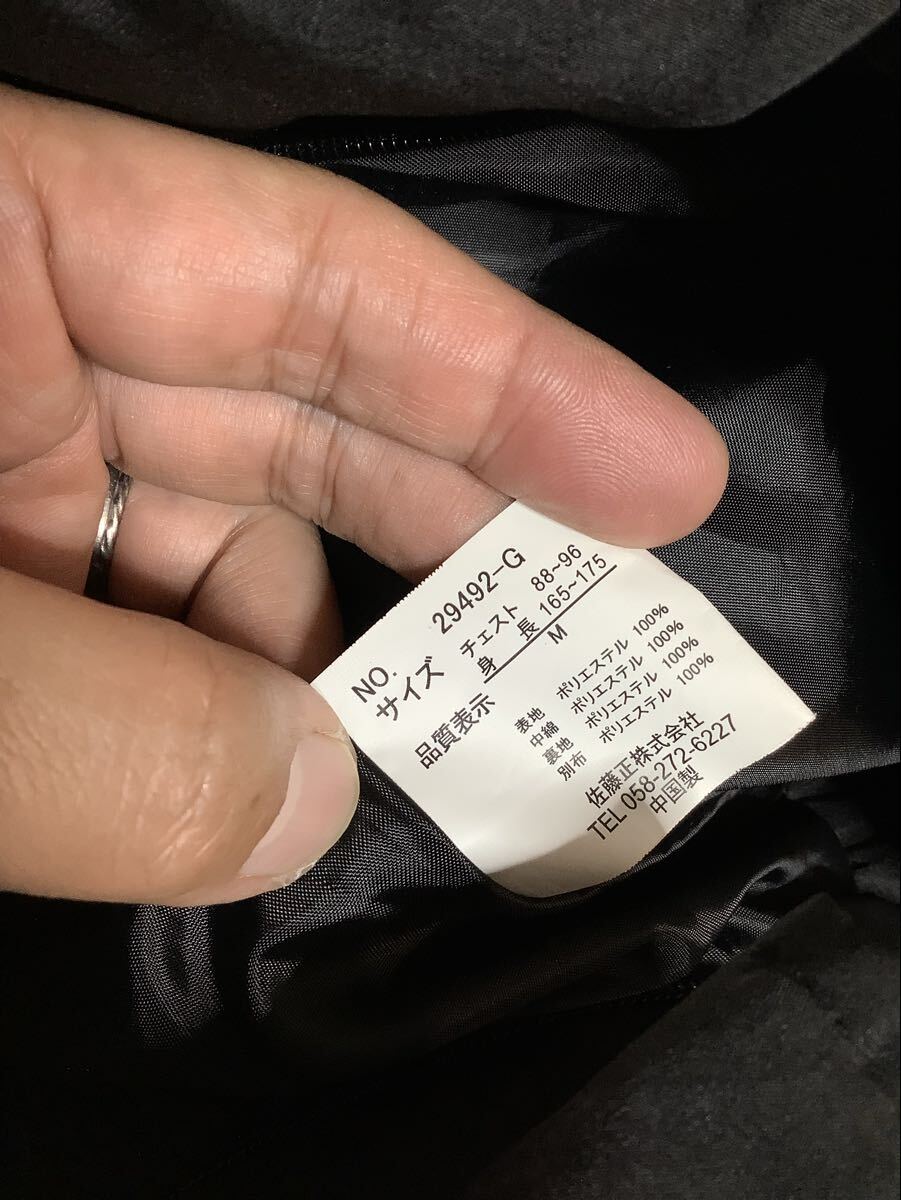 NO. 29492-G
サイズ チェスト 88~96
身長 165~175
M
品質表示
表地 ポリエステル 100%
中綿 ポリエステル 100%
裏地 ポリエステル 100%
別布 ポリエステル 100%
佐藤正株式会社
TEL 058-272-6227
中国製